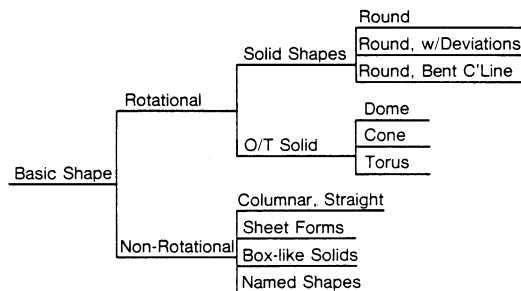 Round
Round, w/Deviations
Solid Shapes
Round, Bent C'Line
Rotational
Dome
O/T Solid
Cone
Torus
Basic Shape
Columnar, Straight
Sheet Forms
Non-Rotational
Box-like Solids
Named Shapes